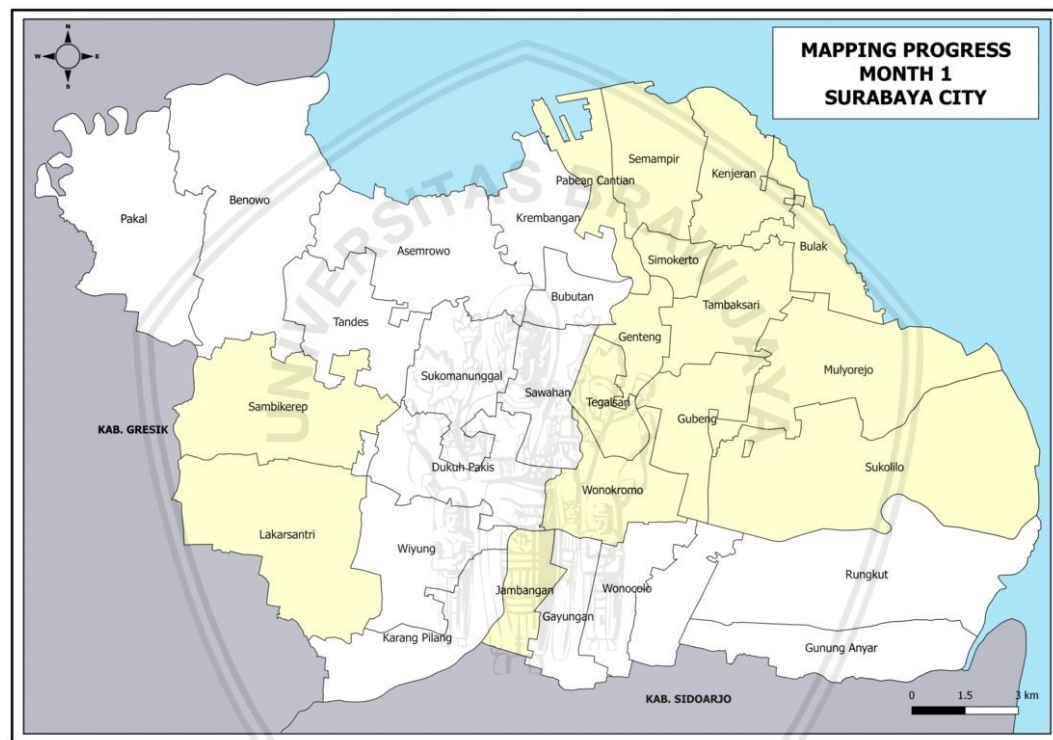 MAPPING PROGRESS
MONTH 1
SURABAYA CITY
N
W
E
S
UNIVERSITAS BRAWIJAYA
Semampir
Kenjeran
Pabean Cantian
Benowo
Pakal
Krembangan
Asemrowo
Simokerto
Bulak
Bubutan
Tambaksari
Tandes
Genteng
Sukomanunggal
Mulyorejo
Sambikerep
Sawahan
Tegalsari
Gubeng
KAB. GRESIK
Dukuh Pakis
Sukolilo
Wonokromo
Lakarsantri
Wiyung
Rungkut
Jambangan
Wonocolo
Gayungan
Karang Pilang
Gunung Anyar
KAB. SIDOARJO
0 1.5 3 km